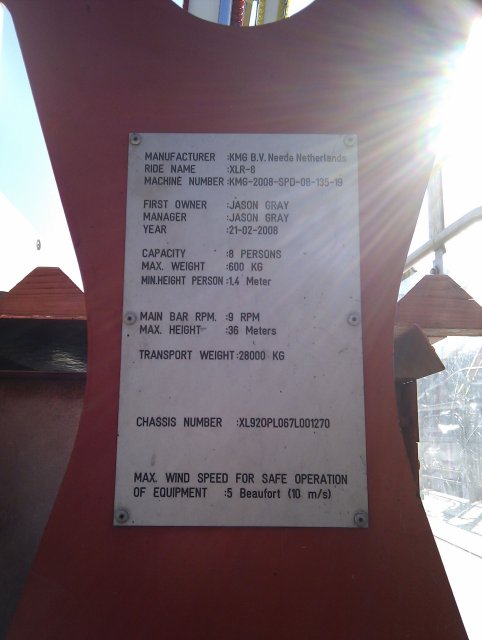 MANUFACTURER :KMG B.V. Neede Netherlands
RIDE NAME :XLR-8
MACHINE NUMBER :KMG-2008-SPD-08-135-19
FIRST OWNER :JASON GRAY
MANAGER :JASON GRAY
YEAR :21-02-2008
CAPACITY :8 PERSONS
MAX. WEIGHT :600 KG
MIN.HEIGHT PERSON :1.4 Meter
MAIN BAR RPM. :9 RPM
MAX. HEIGHT :36 Meters
TRANSPORT WEIGHT :28000 KG
CHASSIS NUMBER :XL920PL067L001270
MAX. WIND SPEED FOR SAFE OPERATION
OF EQUIPMENT :5 Beaufort (10 m/s)